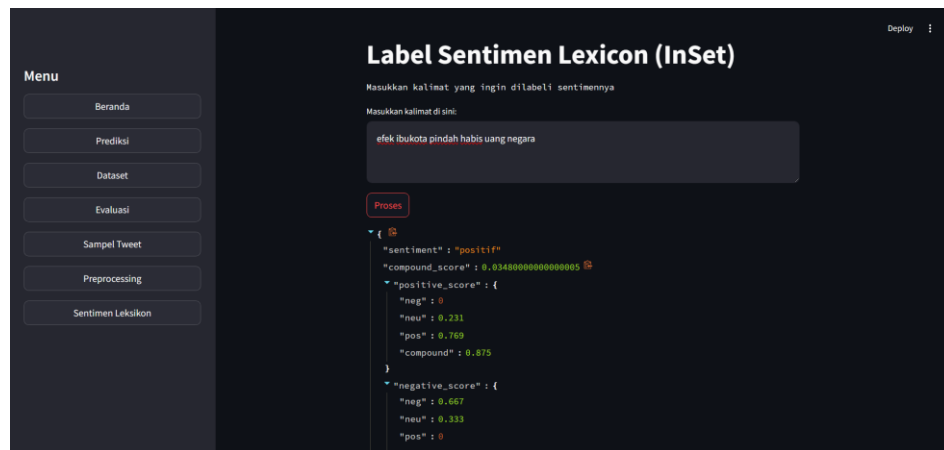 Deploy
Menu
Beranda
Prediksi
Dataset
Evaluasi
Sampel Tweet
Preprocessing
Sentimen Leksikon
Label Sentimen Lexicon (InSet)
Masukkan kalimat yang ingin dilabeli sentimennya
Masukkan kalimat di sini:
efek ibukota pindah habis uang negara
Proses
{
"sentiment" : "positif"
"compound_score" : 0.03480000000000005
"positive_score" : {
"neg" : 0
"neu" : 0.231
"pos" : 0.769
"compound" : 0.875
}
"negative_score" : {
"neg" : 0.667
"neu" : 0.333
"pos" : 0